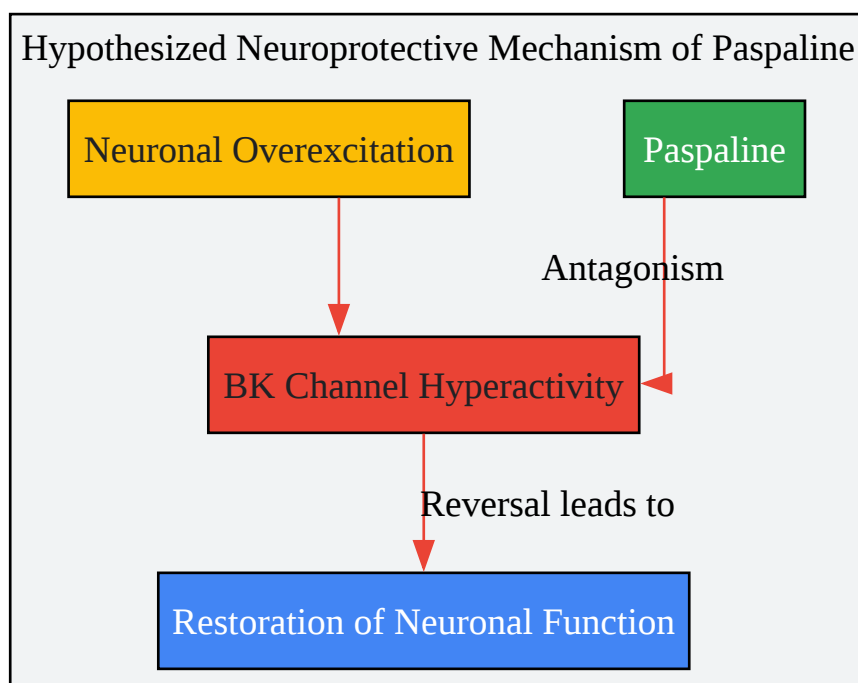 Hypothesized Neuroprotective Mechanism of Paspaline
Neuronal Overexcitation
Paspaline
Antagonism
BK Channel Hyperactivity
Reversal leads to
Restoration of Neuronal Function